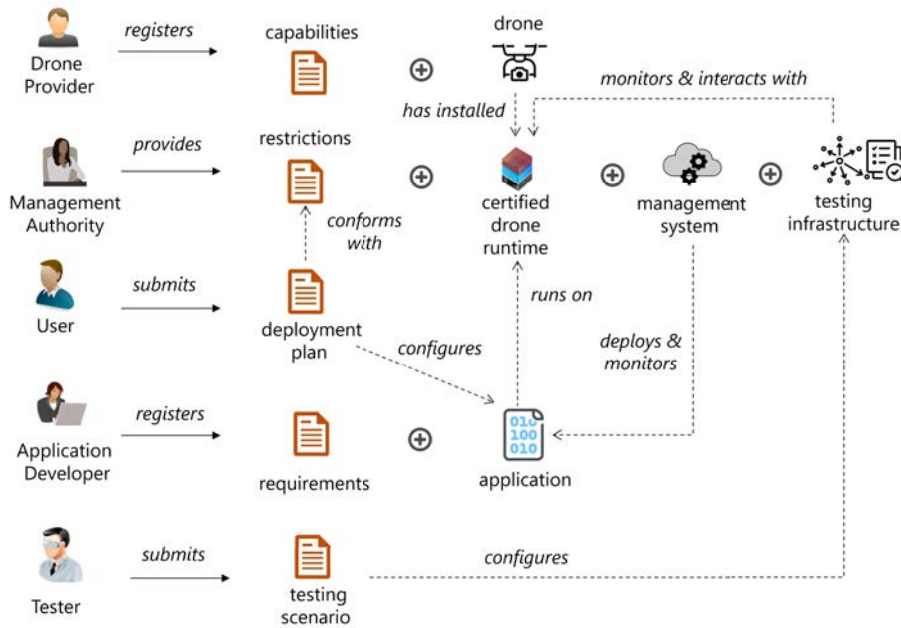 registers
capabilities
drone
Drone
Provider
monitors & interacts with
has installed
provides
restrictions
Management
Authority
conforms
with
certified
drone
runtime
management
system
testing
infrastructure
submits
User
deployment
plan
runs on
configures
deploys &
monitors
registers
Application
Developer
requirements
010
100
010
application
submits
configures
Tester
testing
scenario